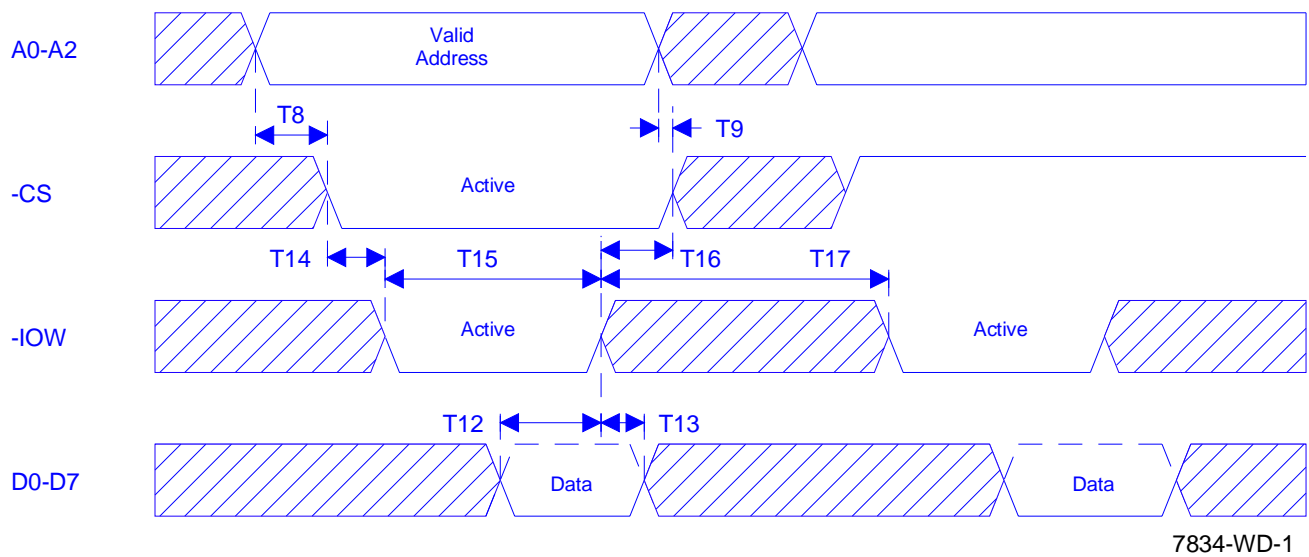 A0-A2
Valid
Address
T8
T9
-CS
Active
T14
T15
T16
T17
-IOW
Active
Active
T12
T13
D0-D7
Data
Data
7834-WD-1